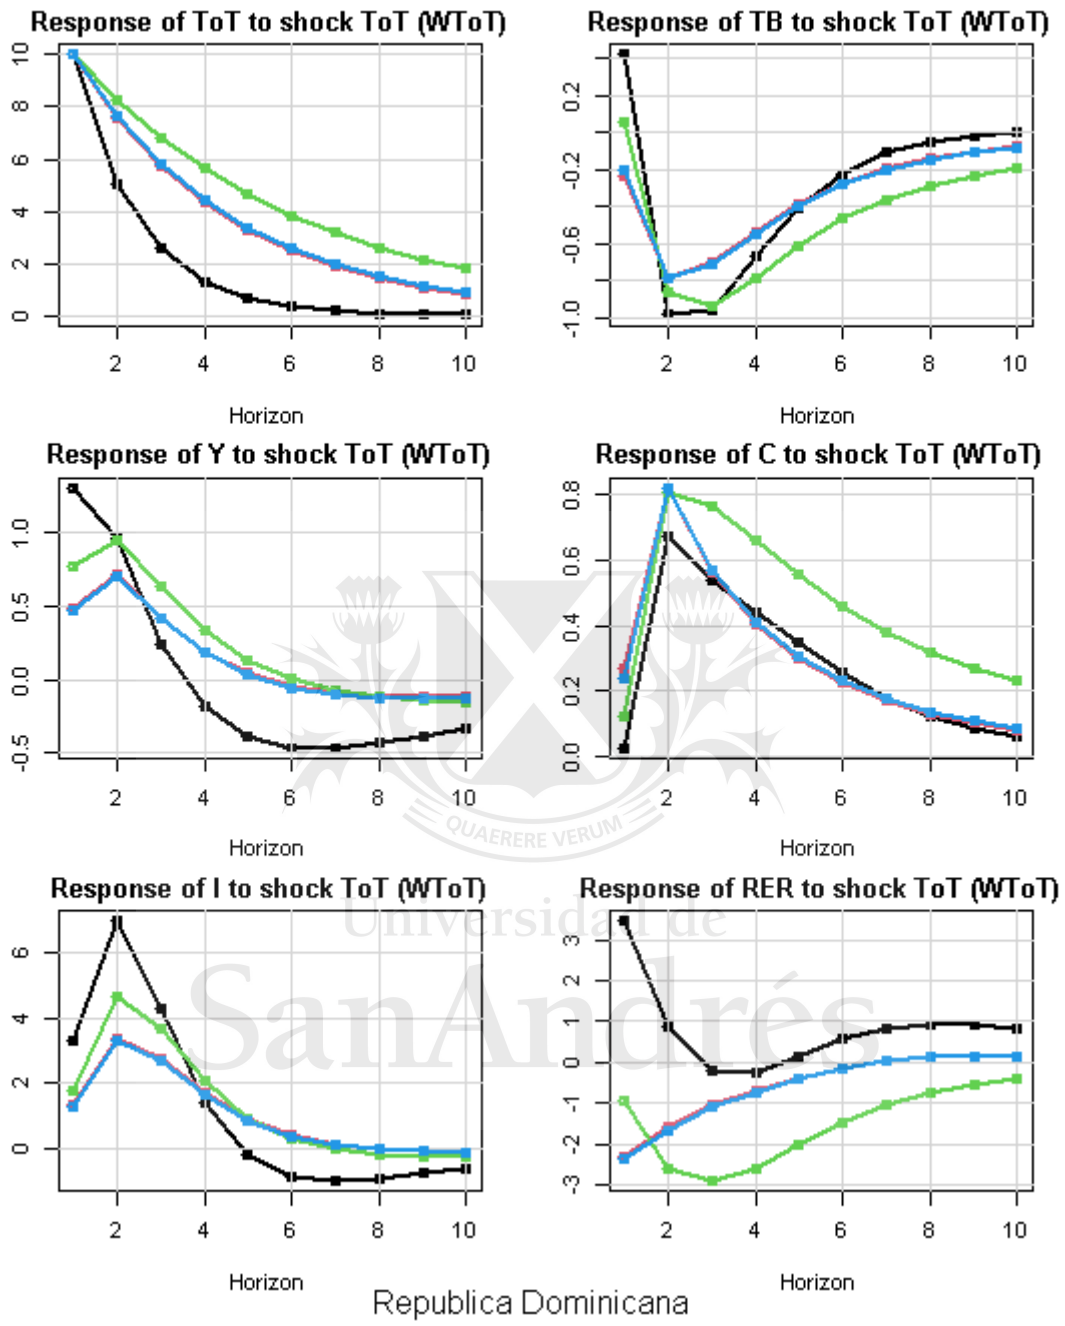 Response of ToT to shock ToT (WToT)
Response of TB to shock ToT (WToT)
10
8
6
4
2
0
0.2
-0.2
-0.6
-1.0
2 4 6 8 10
2 4 6 8 10
Horizon
Horizon
Response of Y to shock ToT (WToT)
Response of C to shock ToT (WToT)
1.0
0.5
0.0
-0.5
0.8
0.6
0.4
0.2
0.0
2 4 6 8 10
2 4 6 8 10
QUAERERE VERUM
Horizon
Horizon
Response of I to shock ToT (WToT)
Response of RER to shock ToT (WToT)
Universidad de
SanAndrés
6
4
2
0
3
2
1
0
-1
-2
-3
2 4 6 8 10
2 4 6 8 10
Horizon
Horizon
Republica Dominicana